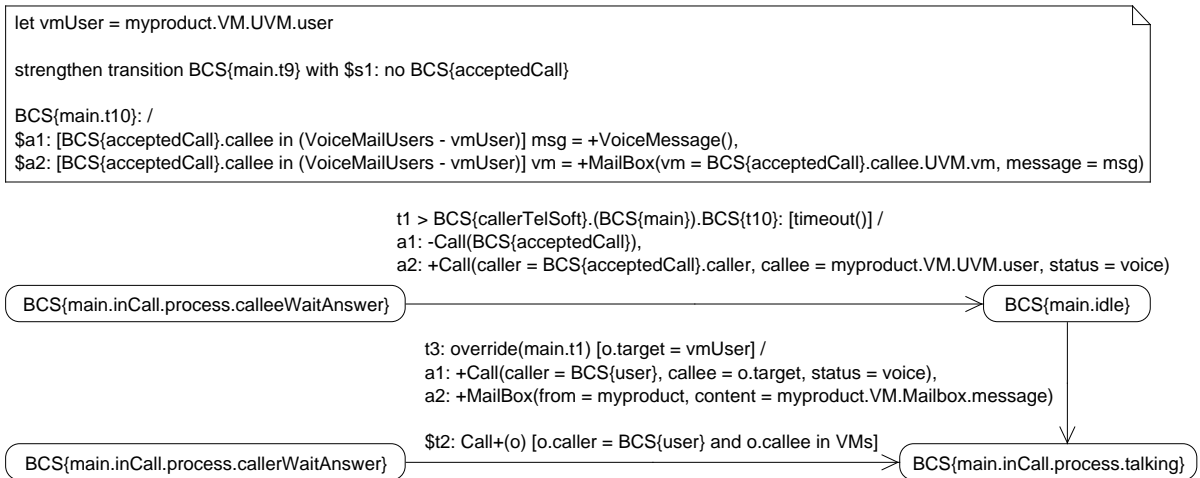 let vmUser = myproduct.VM.UVM.user
strengthen transition BCS{main.t9} with $s1: no BCS{acceptedCall}
BCS{main.t10}: /
$a1: [BCS{acceptedCall}.callee in (VoiceMailUsers - vmUser)] msg = +VoiceMessage(),
$a2: [BCS{acceptedCall}.callee in (VoiceMailUsers - vmUser)] vm = +MailBox(vm = BCS{acceptedCall}.callee.UVM.vm, message = msg)
t1 > BCS{callerTelSoft}.(BCS{main}).BCS{t10}: [timeout()] /
a1: -Call(BCS{acceptedCall}),
a2: +Call(caller = BCS{acceptedCall}.caller, callee = myproduct.VM.UVM.user, status = voice)
BCS{main.inCall.process.calleeWaitAnswer}
BCS{main.idle}
t3: override(main.t1) [o.target = vmUser] /
a1: +Call(caller = BCS{user}, callee = o.target, status = voice),
a2: +MailBox(from = myproduct, content = myproduct.VM.Mailbox.message)
$t2: Call+(o) [o.caller = BCS{user} and o.callee in VMs]
BCS{main.inCall.process.callerWaitAnswer}
BCS{main.inCall.process.talking}